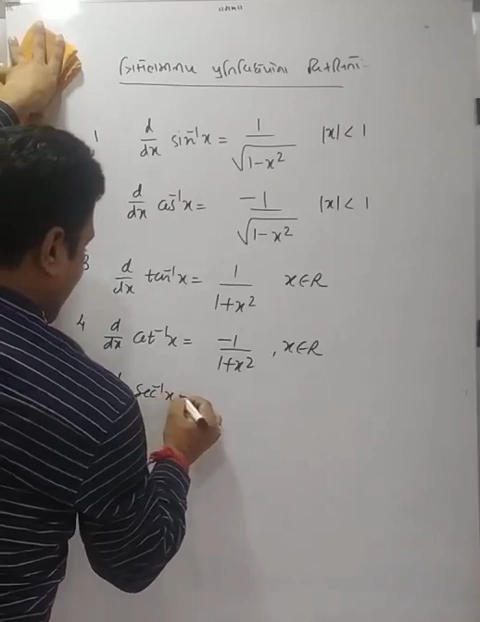 ત્રિકોણમિતીય
1 d/dx sin⁻¹x = 1/√(1-x²) |x| < 1
d/dx cos⁻¹x = -1/√(1-x²) |x| < 1
3 d/dx tan⁻¹x = 1/(1+x²) x∈R
4 d/dx cot⁻¹x = -1/(1+x²) , x∈R
sec⁻¹x =